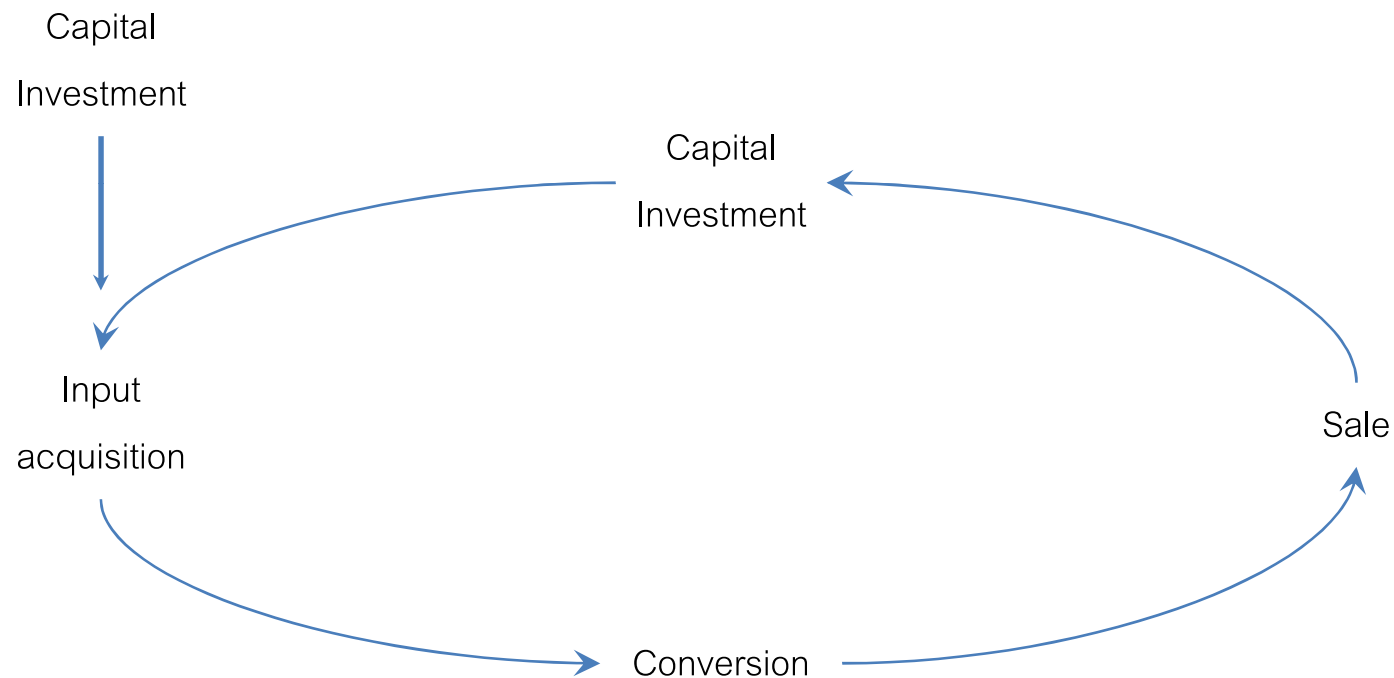 Capital
Investment
Capital
Investment
Input
acquisition
Sale
Conversion